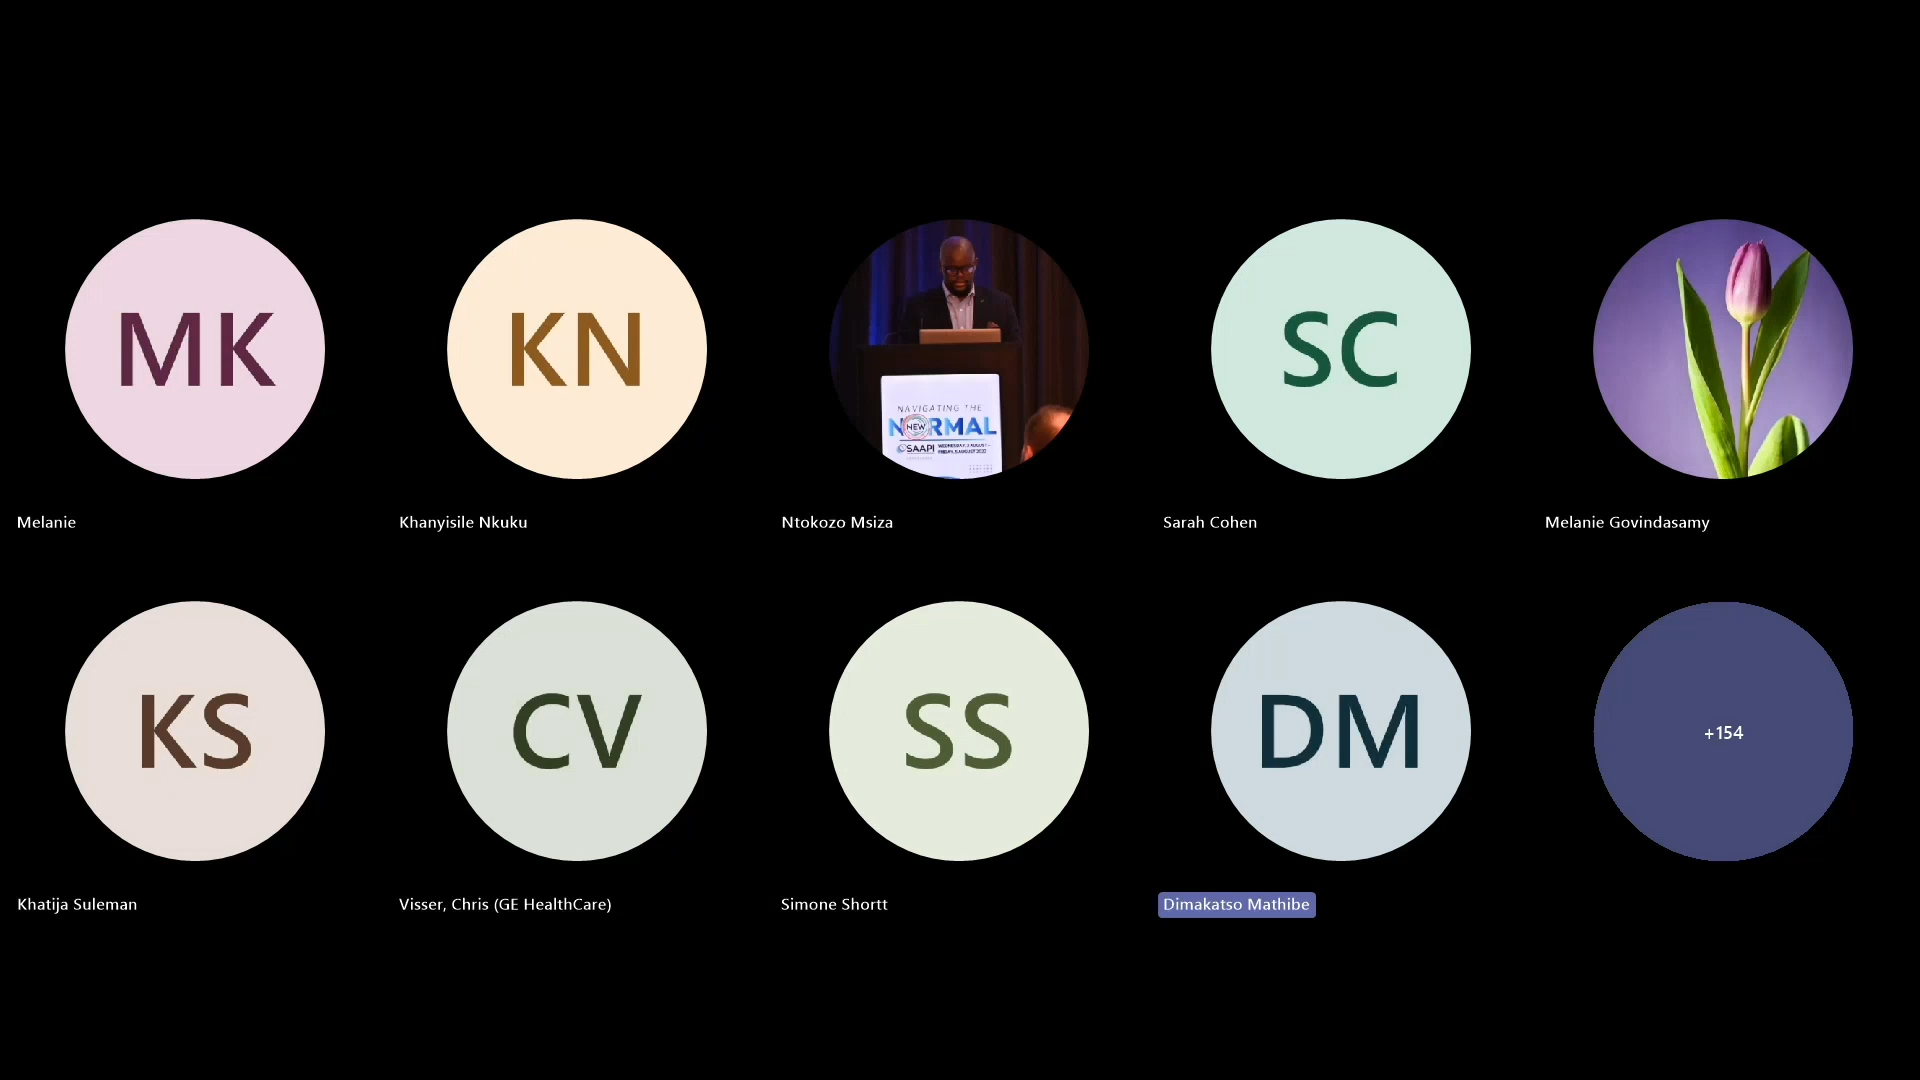 MK
KN
NAVIGATING THE
NEW
NORMAL
SAAPI
SC
Melanie
Khanyisile Nkuku
Ntokozo Msiza
Sarah Cohen
Melanie Govindasamy
KS
CV
SS
DM
+154
Khatija Suleman
Visser, Chris (GE HealthCare)
Simone Shortt
Dimakatso Mathibe